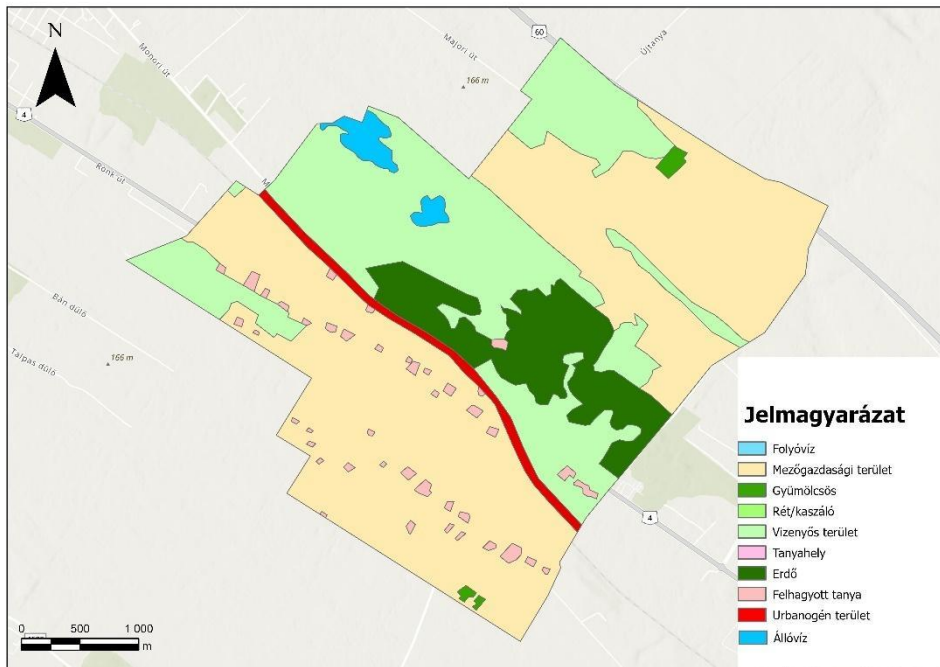 N
60
Újtanya
Majori út
Monori út
166 m
4
Ronk út
M
Bán dűlő
166 m
Talpas dűlő
Jelmagyarázat
Folyóvíz
Mezőgazdasági terület
Gyümölcsös
Rét/kaszáló
Vizenyős terület
Tanyahely
Erdő
Felhagyott tanya
Urbanogén terület
Állóvíz
4
0 500 1 000
m